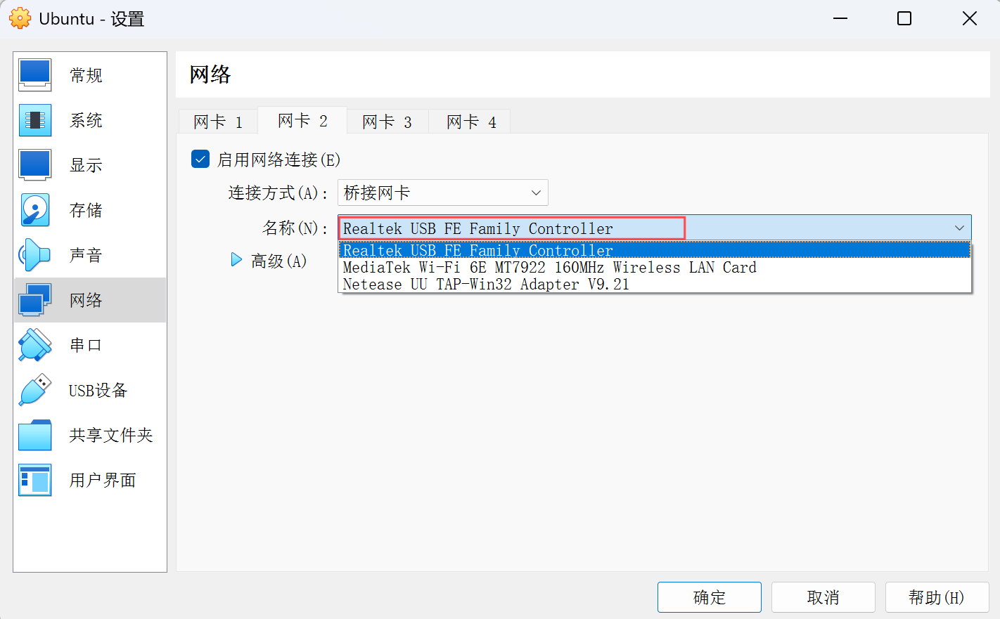 Ubuntu - 设置
常规
系统
显示
存储
声音
网络
串口
USB设备
共享文件夹
用户界面
网络
网卡 1
网卡 2
网卡 3
网卡 4
启用网络连接(E)
连接方式(A):
桥接网卡
名称(N):
Realtek USB FE Family Controller
Realtek USB FE Family Controller
MediaTek Wi-Fi 6E MT7922 160MHz Wireless LAN Card
Netease UU TAP-Win32 Adapter V9.21
高级(A)
确定
取消
帮助(H)